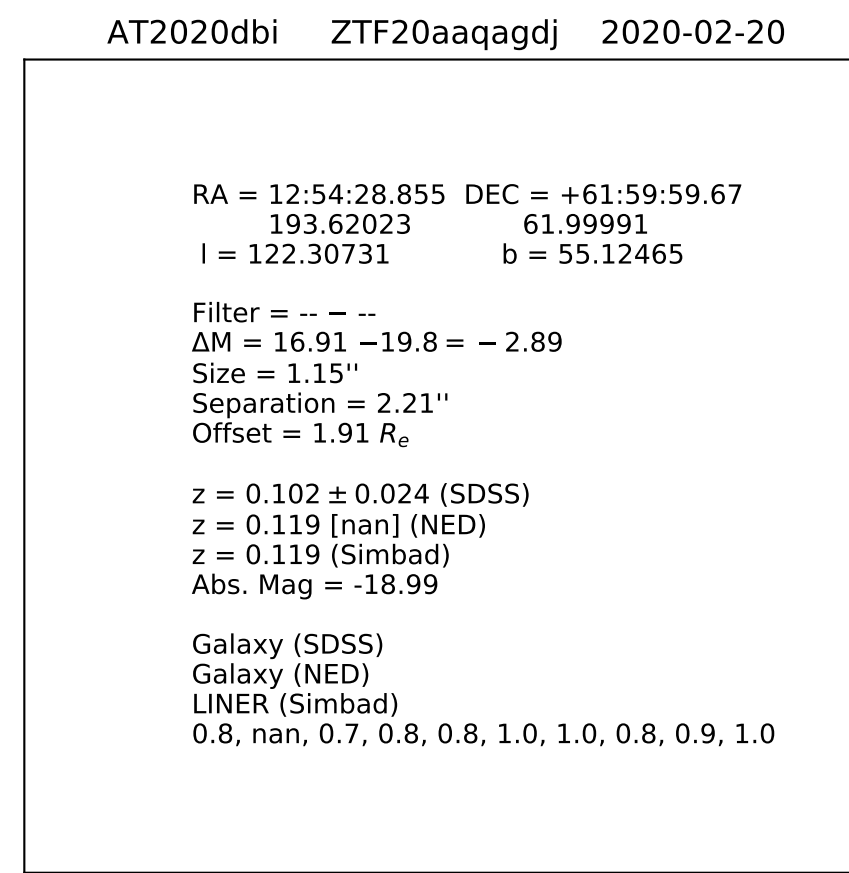 AT2020dbi ZTF20aaqagdj 2020-02-20
RA = 12:54:28.855 DEC = +61:59:59.67
193.62023 61.99991
l = 122.30731 b = 55.12465
Filter = -- − --
ΔM = 16.91 −19.8 = − 2.89
Size = 1.15''
Separation = 2.21''
Offset = 1.91 Rₑ
z = 0.102 ± 0.024 (SDSS)
z = 0.119 [nan] (NED)
z = 0.119 (Simbad)
Abs. Mag = -18.99
Galaxy (SDSS)
Galaxy (NED)
LINER (Simbad)
0.8, nan, 0.7, 0.8, 0.8, 1.0, 1.0, 0.8, 0.9, 1.0